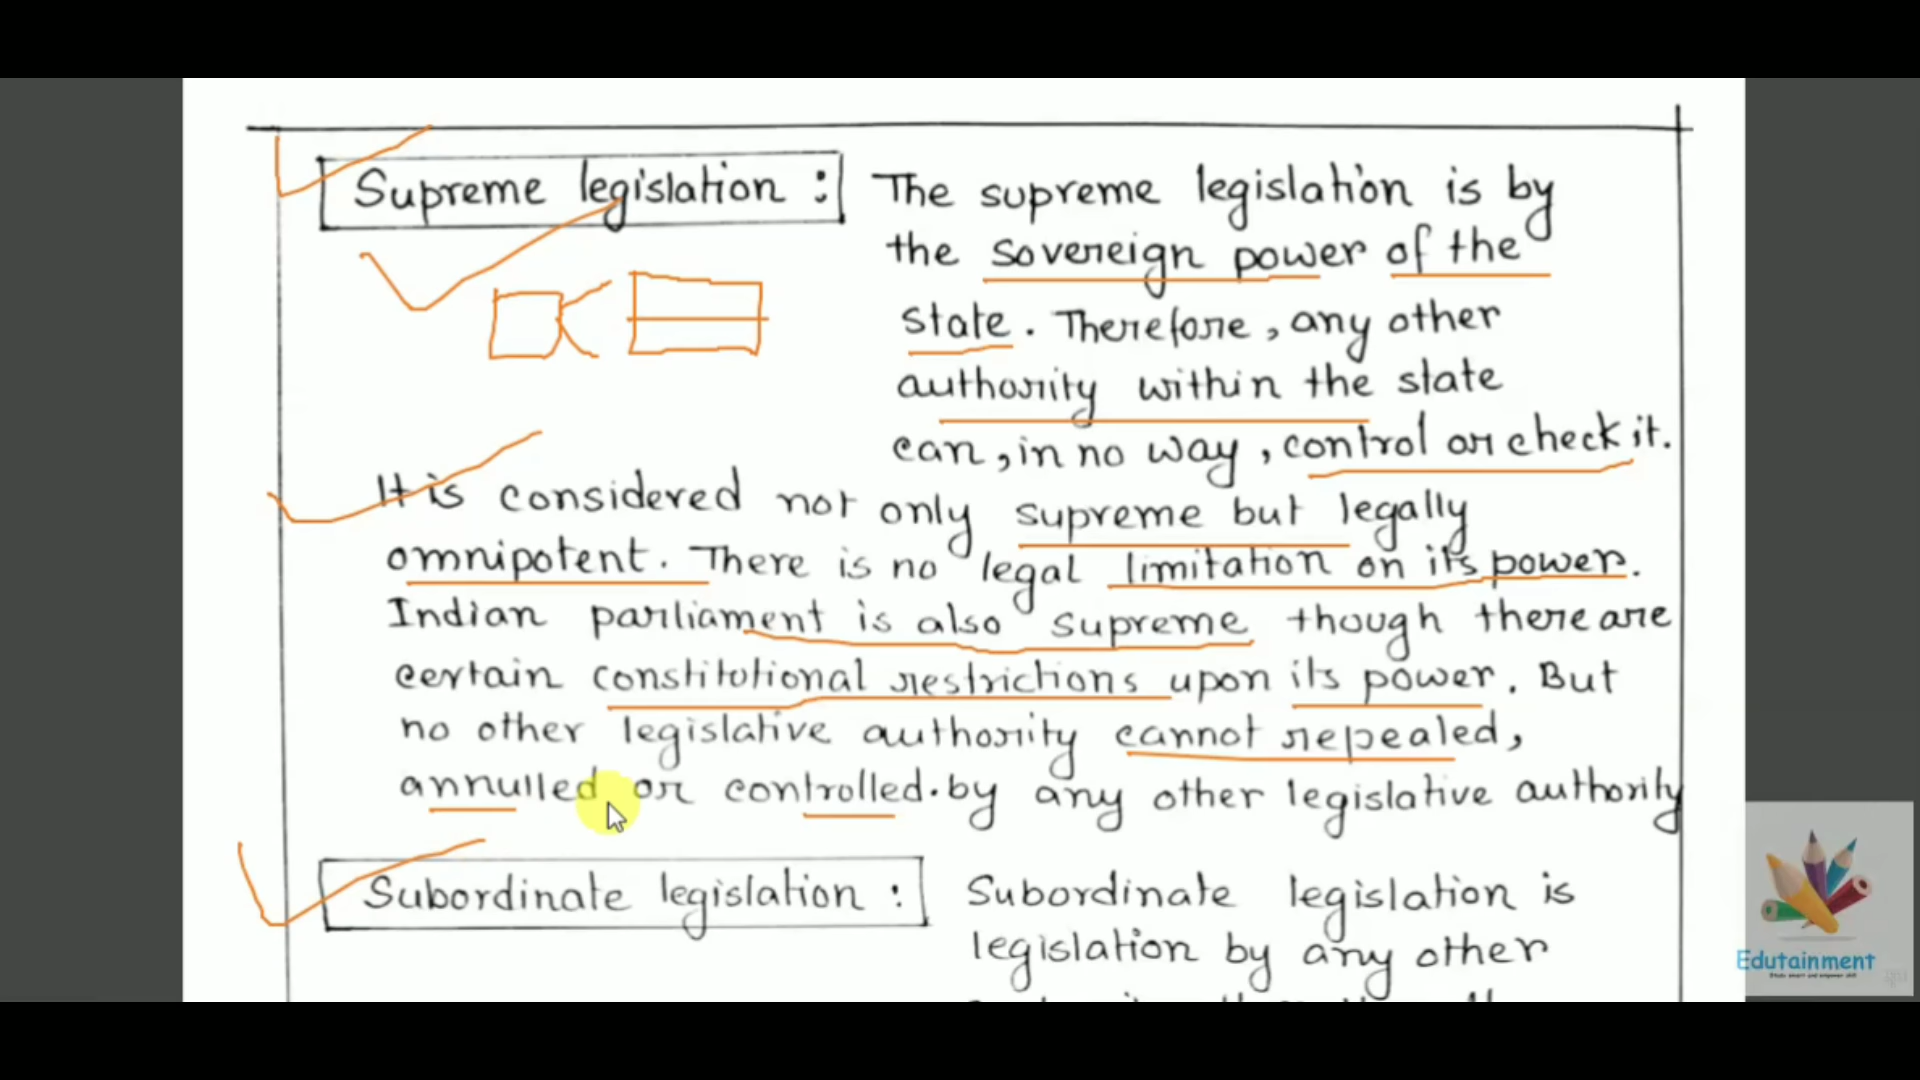 Supreme legislation :
The supreme legislation is by
the sovereign power of the
state. Therefore, any other
authority within the state
can, in no way, control or check it.
It is considered not only supreme but legally
omnipotent. There is no legal limitation on its power.
Indian parliament is also supreme though there are
certain constitutional restrictions upon its power. But
no other legislative authority cannot repealed,
annulled or controlled. by any other legislative authority
Subordinate legislation :
Subordinate legislation is
legislation by any other
Edutainment